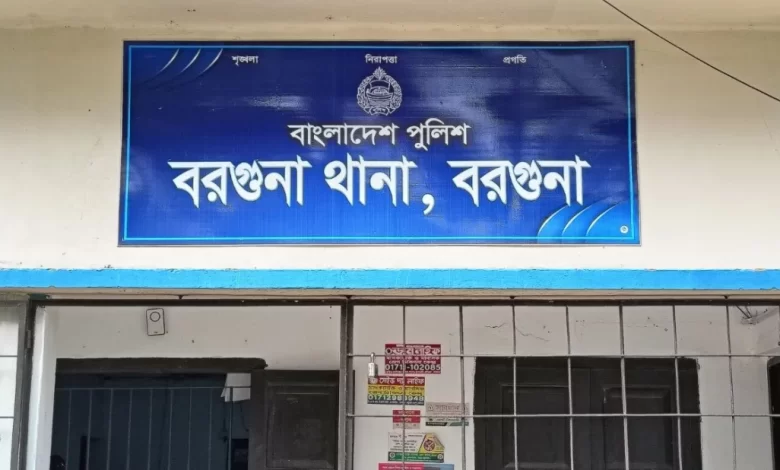 শৃঙ্খলা নিরাপত্তা প্রগতি
বাংলাদেশ পুলিশ
বরগুনা থানা, বরগুনা